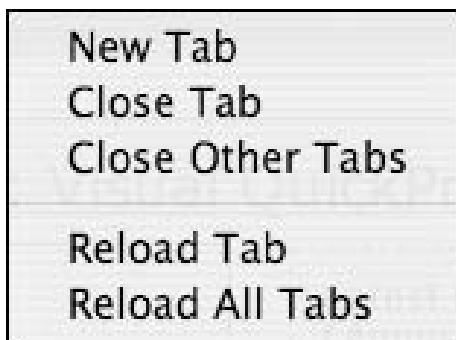 New Tab
Close Tab
Close Other Tabs
Reload Tab
Reload All Tabs